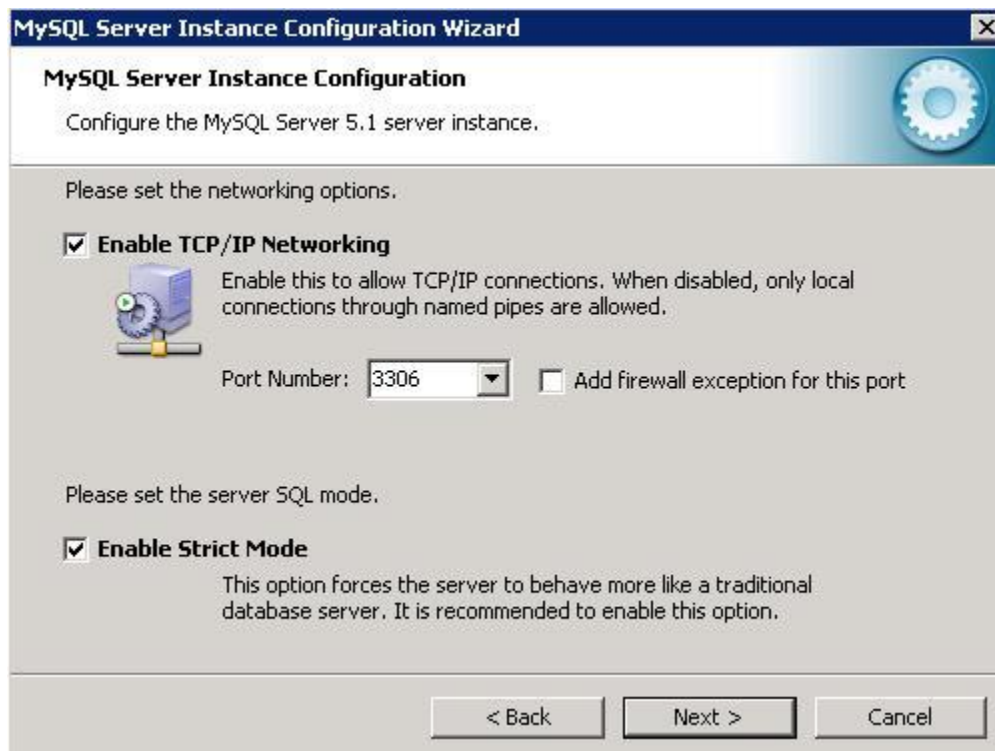 MySQL Server Instance Configuration Wizard
MySQL Server Instance Configuration
Configure the MySQL Server 5.1 server instance.
Please set the networking options.
Enable TCP/IP Networking
Enable this to allow TCP/IP connections. When disabled, only local
connections through named pipes are allowed.
Port Number: 3306 Add firewall exception for this port
Please set the server SQL mode.
Enable Strict Mode
This option forces the server to behave more like a traditional
database server. It is recommended to enable this option.
< Back Next > Cancel